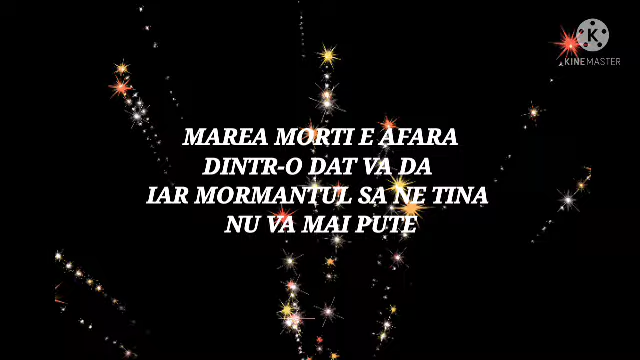 KINEMASTER
MAREA MORTI E AFARA
DINTR-O DAT VA DA
IAR MORMANTUL SA NE TINA
NU VA MAI PUTE